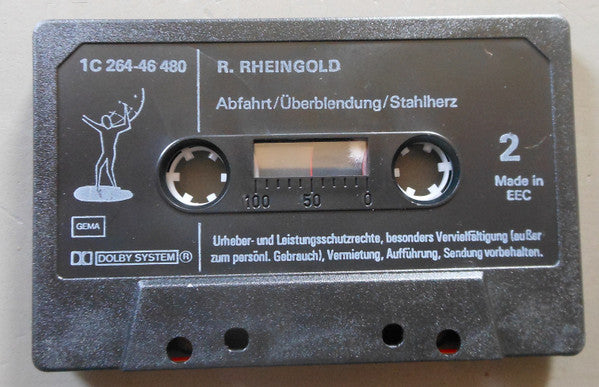 1C 264-46 480
R. RHEINGOLD
Abfahrt/Überblendung/Stahlherz
2
Made in
EEC
100 50 0
GEMA
DOLBY SYSTEM ®
Urheber- und Leistungsschutzrechte, besonders Vervielfältigung (außer
zum persönl. Gebrauch), Vermietung, Aufführung, Sendung vorbehalten.